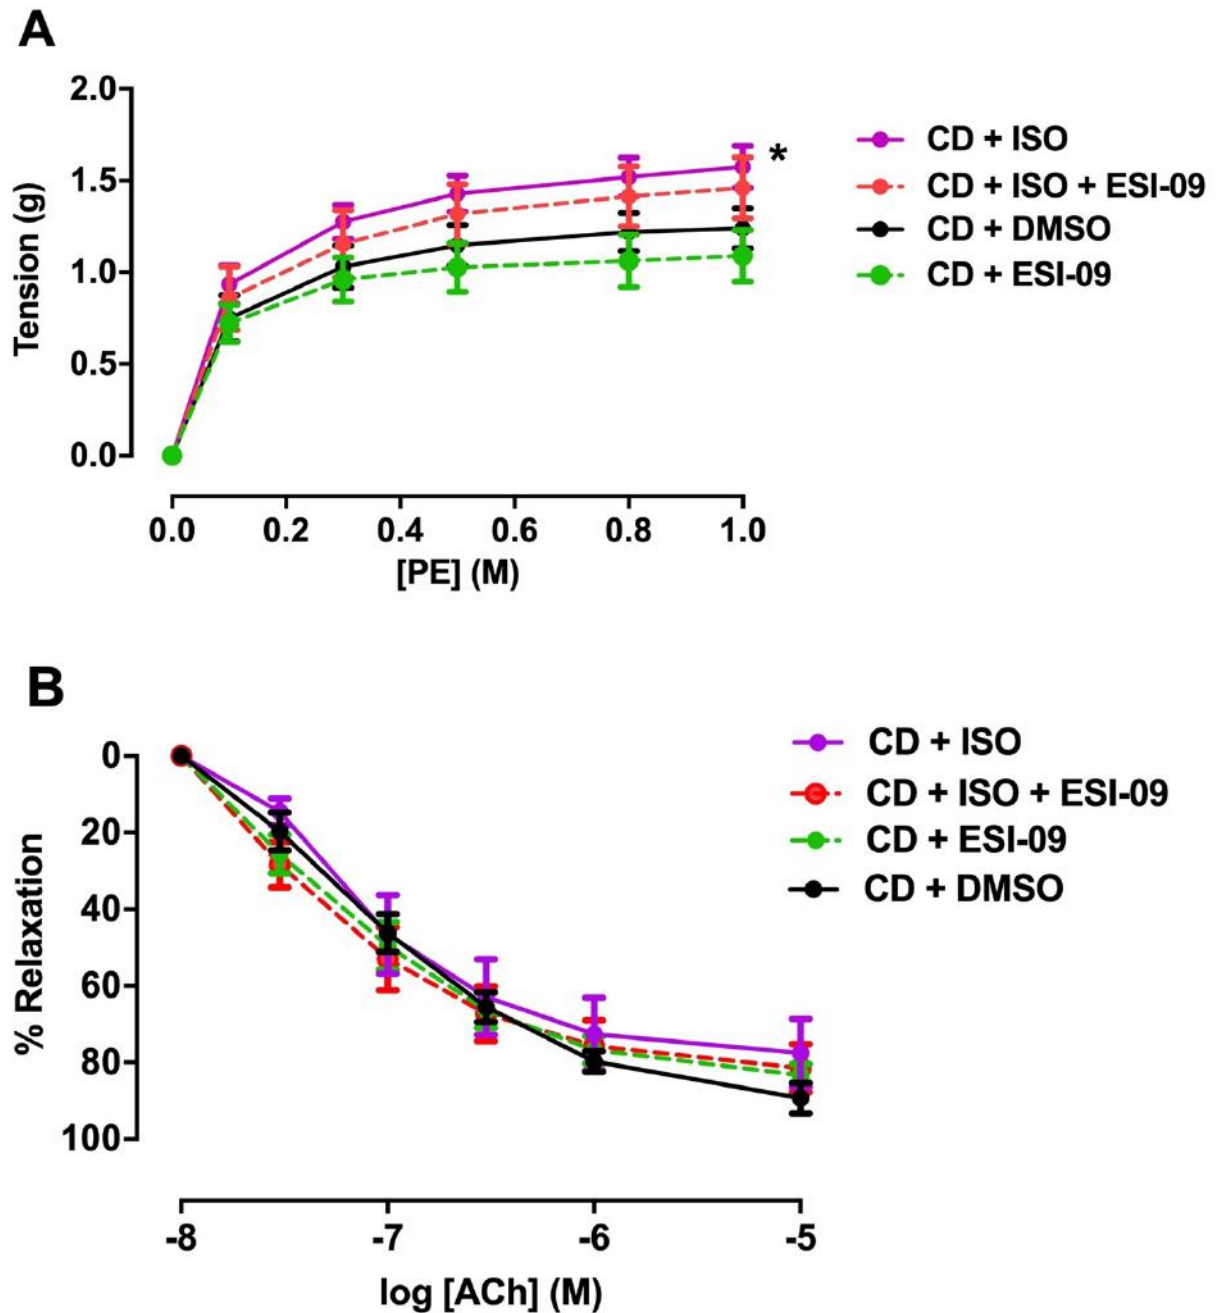 A
2.0
1.5
1.0
0.5
0.0
Tension (g)
*
CD + ISO
CD + ISO + ESI-09
CD + DMSO
CD + ESI-09
0.0 0.2 0.4 0.6 0.8 1.0
[PE] (M)
B
0
20
40
60
80
100
% Relaxation
CD + ISO
CD + ISO + ESI-09
CD + ESI-09
CD + DMSO
-8 -7 -6 -5
log [ACh] (M)